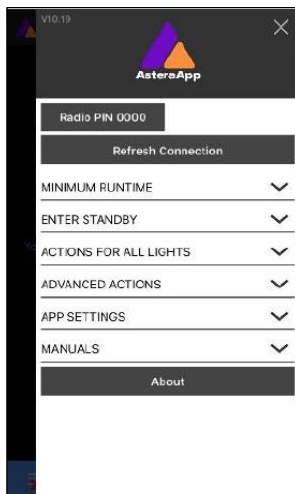 V10.19
AsteraApp
Radio PIN 0000
Refresh Connection
MINIMUM RUNTIME
ENTER STANDBY
ACTIONS FOR ALL LIGHTS
ADVANCED ACTIONS
APP SETTINGS
MANUALS
About